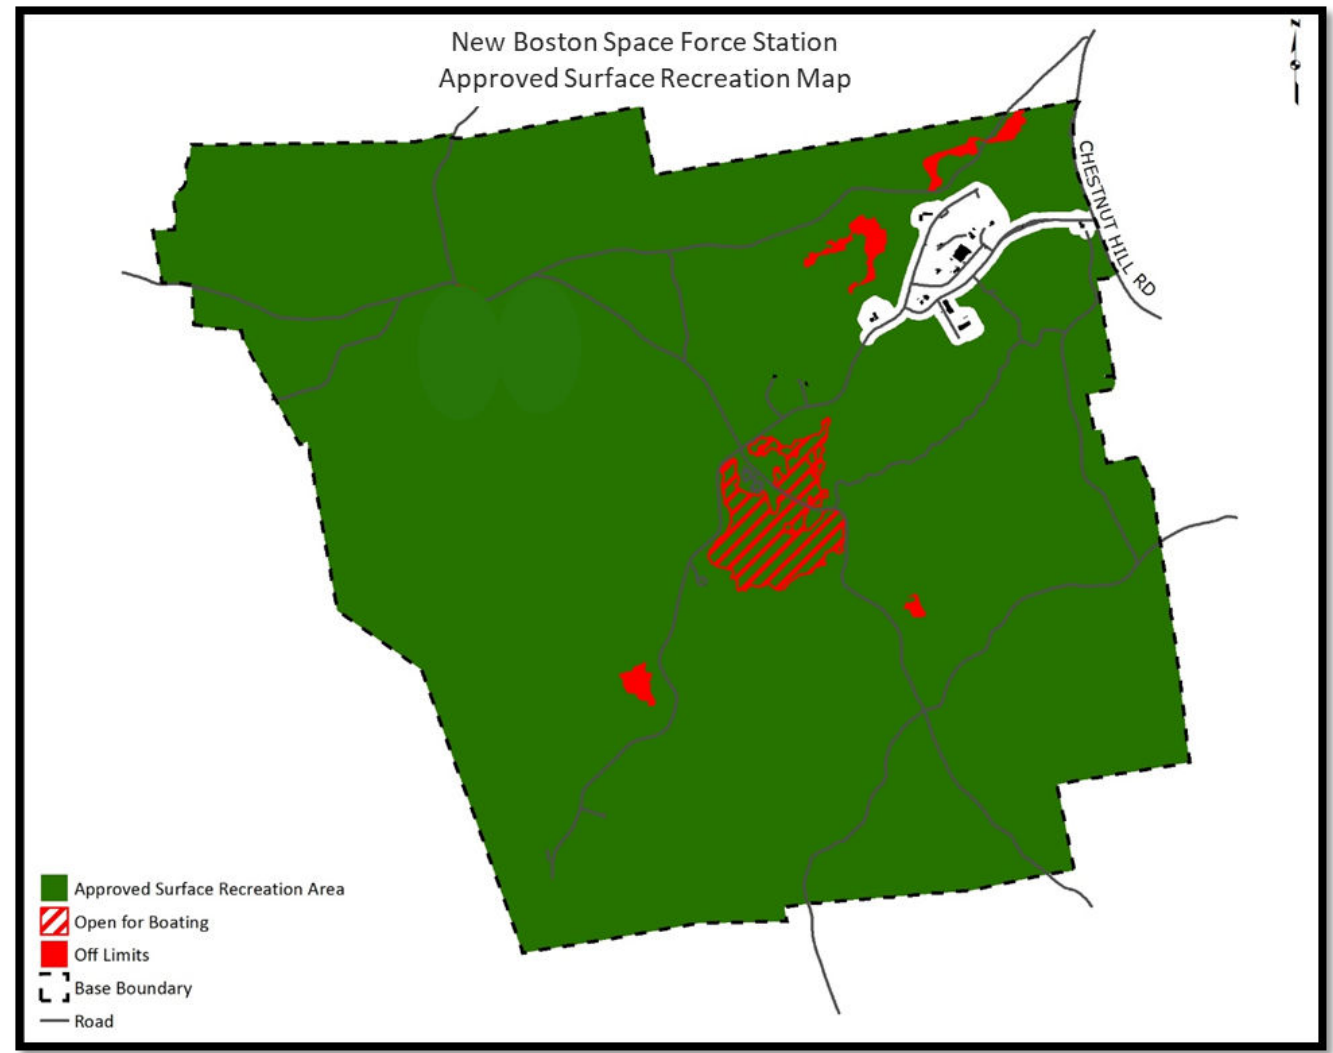 New Boston Space Force Station
Approved Surface Recreation Map
N
CHESTNUT HILL RD
Approved Surface Recreation Area
Open for Boating
Off Limits
Base Boundary
Road